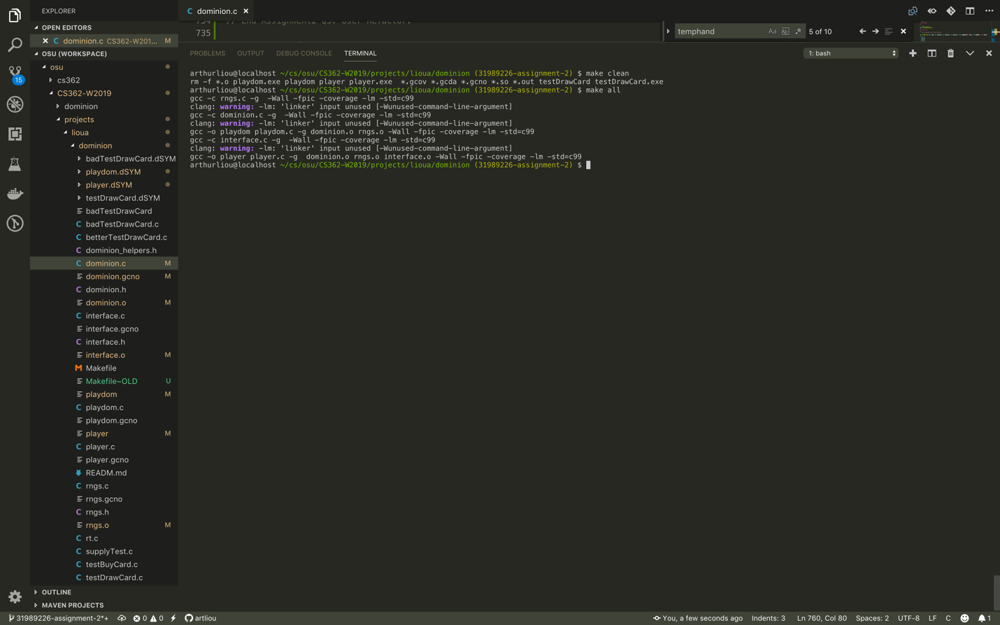 EXPLORER
OPEN EDITORS
dominion.c CS362-W201... M
OSU (WORKSPACE)
osu
cs362
CS362-W2019
dominion
projects
lioua
dominion
badTestDrawCard.dSYM
playdom.dSYM
player.dSYM
testDrawCard.dSYM
badTestDrawCard
badTestDrawCard.c
betterTestDrawCard.c
dominion_helpers.h
dominion.c M
dominion.gcno M
dominion.h
dominion.o M
interface.c
interface.gcno
interface.h
interface.o M
Makefile
Makefile~OLD U
playdom M
playdom.c
playdom.gcno
player M
player.c
player.gcno
READM.md
rngs.c
rngs.gcno
rngs.h
rngs.o M
rt.c
supplyTest.c
testBuyCard.c
testDrawCard.c
OUTLINE
MAVEN PROJECTS
15
dominion.c
735
temphand Aa Abl .* 5 of 10
PROBLEMS OUTPUT DEBUG CONSOLE TERMINAL 1: bash
arthurliou@localhost ~/cs/osu/CS362-W2019/projects/lioua/dominion (31989226-assignment-2) $ make clean
rm -f *.o playdom.exe playdom player player.exe  *.gcov *.gcda *.gcno *.so *.out testDrawCard testDrawCard.exe
arthurliou@localhost ~/cs/osu/CS362-W2019/projects/lioua/dominion (31989226-assignment-2) $ make all
gcc -c rngs.c -g  -Wall -fpic -coverage -lm -std=c99
clang: warning: -lm: 'linker' input unused [-Wunused-command-line-argument]
gcc -c dominion.c -g  -Wall -fpic -coverage -lm -std=c99
clang: warning: -lm: 'linker' input unused [-Wunused-command-line-argument]
gcc -o playdom playdom.c -g dominion.o rngs.o -Wall -fpic -coverage -lm -std=c99
gcc -c interface.c -g  -Wall -fpic -coverage -lm -std=c99
clang: warning: -lm: 'linker' input unused [-Wunused-command-line-argument]
gcc -o player player.c -g  dominion.o rngs.o interface.o -Wall -fpic -coverage -lm -std=c99
arthurliou@localhost ~/cs/osu/CS362-W2019/projects/lioua/dominion (31989226-assignment-2) $
31989226-assignment-2*+ 0 0 artliou You, a few seconds ago Indents: 3 Ln 760, Col 80 Spaces: 2 UTF-8 LF C 1